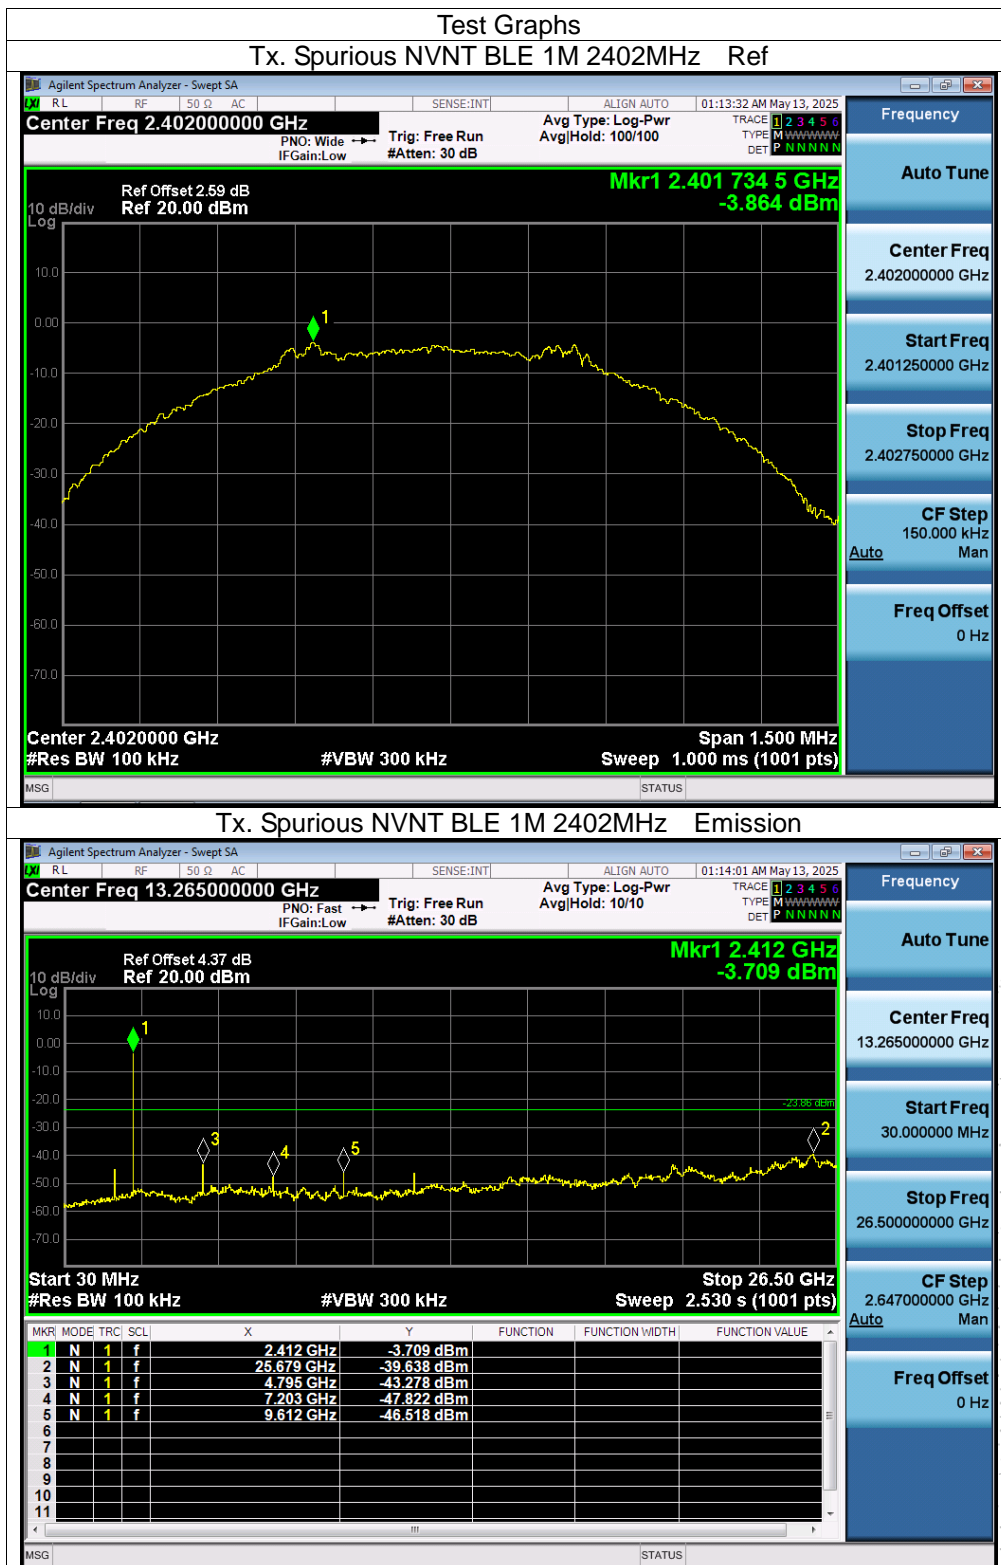 Test Graphs
Tx. Spurious NVNT BLE 1M 2402MHz    Ref
Agilent Spectrum Analyzer - Swept SA
LXI RL RF 50 Ω AC SENSE:INT ALIGN AUTO 01:13:32 AM May 13, 2025
Center Freq 2.402000000 GHz
PNO: Wide
IFGain:Low
Trig: Free Run
#Atten: 30 dB
Avg Type: Log-Pwr
Avg|Hold: 100/100
TRACE 1 2 3 4 5 6
TYPE M WWWWW
DET P N N N N N
Frequency
Auto Tune
Center Freq
2.402000000 GHz
Start Freq
2.401250000 GHz
Stop Freq
2.402750000 GHz
CF Step
150.000 kHz
Auto Man
Freq Offset
0 Hz
Mkr1 2.401 734 5 GHz
-3.864 dBm
Ref Offset 2.59 dB
10 dB/div Ref 20.00 dBm
Log
10.0
0.00
-10.0
-20.0
-30.0
-40.0
-50.0
-60.0
-70.0
1
Center 2.4020000 GHz Span 1.500 MHz
#Res BW 100 kHz #VBW 300 kHz Sweep 1.000 ms (1001 pts)
MSG STATUS
Tx. Spurious NVNT BLE 1M 2402MHz    Emission
Agilent Spectrum Analyzer - Swept SA
LXI RL RF 50 Ω AC SENSE:INT ALIGN AUTO 01:14:01 AM May 13, 2025
Center Freq 13.265000000 GHz
PNO: Fast
IFGain:Low
Trig: Free Run
#Atten: 30 dB
Avg Type: Log-Pwr
Avg|Hold: 10/10
TRACE 1 2 3 4 5 6
TYPE M WWWWW
DET P N N N N N
Frequency
Auto Tune
Center Freq
13.265000000 GHz
Start Freq
30.000000 MHz
Stop Freq
26.500000000 GHz
CF Step
2.647000000 GHz
Auto Man
Freq Offset
0 Hz
Mkr1 2.412 GHz
-3.709 dBm
Ref Offset 4.37 dB
10 dB/div Ref 20.00 dBm
Log
10.0
0.00
-10.0
-20.0
-30.0
-40.0
-50.0
-60.0
-70.0
1
-23.86 dBm
2
3
4
5
Start 30 MHz Stop 26.50 GHz
#Res BW 100 kHz #VBW 300 kHz Sweep 2.530 s (1001 pts)
MKR MODE TRC SCL X Y FUNCTION FUNCTION WIDTH FUNCTION VALUE
1 N 1 f 2.412 GHz -3.709 dBm
2 N 1 f 25.679 GHz -39.638 dBm
3 N 1 f 4.795 GHz -43.278 dBm
4 N 1 f 7.203 GHz -47.822 dBm
5 N 1 f 9.612 GHz -46.518 dBm
6
7
8
9
10
11
MSG STATUS